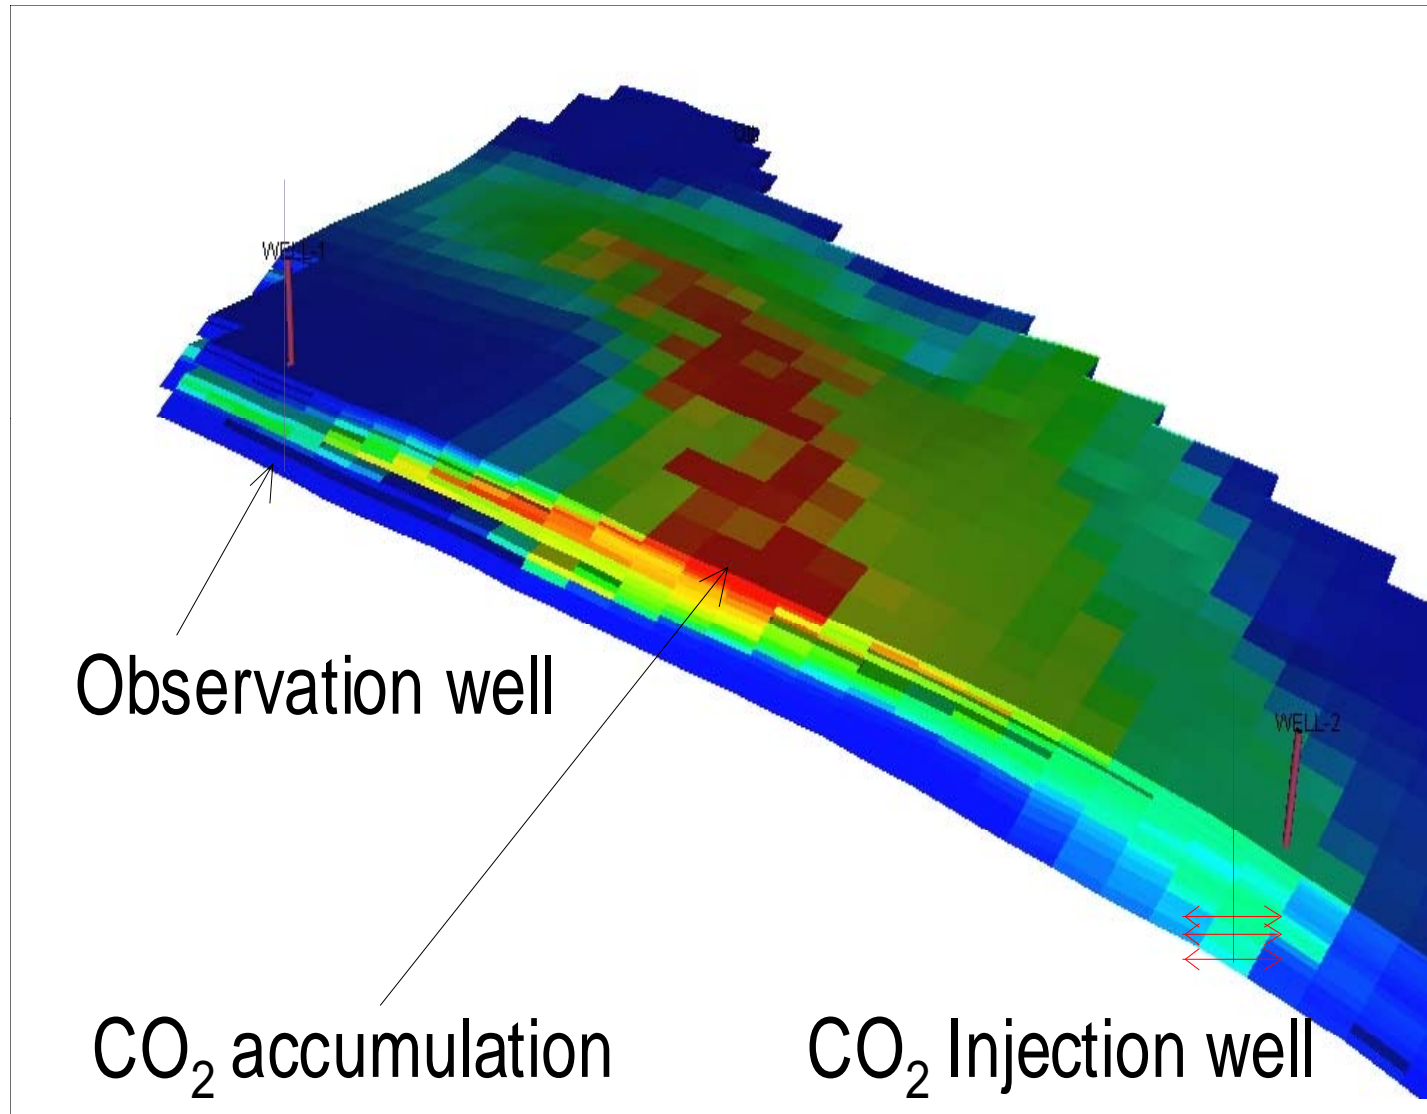 WELL-1
WELL-2
Observation well
CO₂ accumulation
CO₂ Injection well